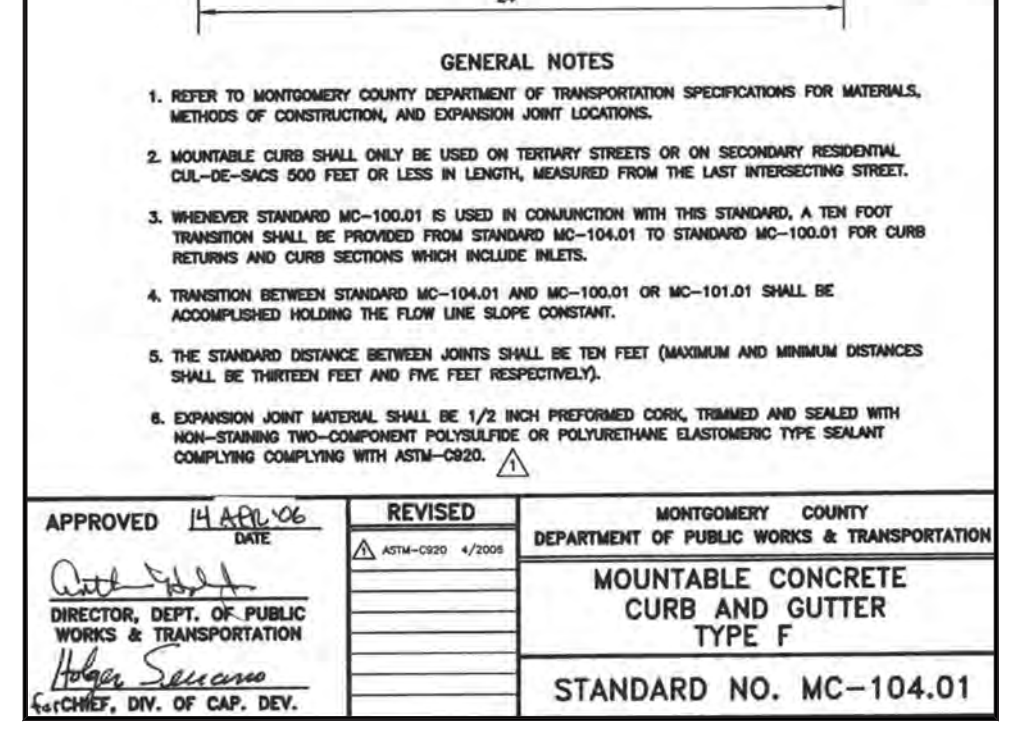 GENERAL NOTES
1. REFER TO MONTGOMERY COUNTY DEPARTMENT OF TRANSPORTATION SPECIFICATIONS FOR MATERIALS,
METHODS OF CONSTRUCTION, AND EXPANSION JOINT LOCATIONS.
2. MOUNTABLE CURB SHALL ONLY BE USED ON TERTIARY STREETS OR ON SECONDARY RESIDENTIAL
CUL-DE-SACS 500 FEET OR LESS IN LENGTH, MEASURED FROM THE LAST INTERSECTING STREET.
3. WHENEVER STANDARD MC-100.01 IS USED IN CONJUNCTION WITH THIS STANDARD, A TEN FOOT
TRANSITION SHALL BE PROVIDED FROM STANDARD MC-104.01 TO STANDARD MC-100.01 FOR CURB
RETURNS AND CURB SECTIONS WHICH INCLUDE INLETS.
4. TRANSITION BETWEEN STANDARD MC-104.01 AND MC-100.01 OR MC-101.01 SHALL BE
ACCOMPLISHED HOLDING THE FLOW LINE SLOPE CONSTANT.
5. THE STANDARD DISTANCE BETWEEN JOINTS SHALL BE TEN FEET (MAXIMUM AND MINIMUM DISTANCES
SHALL BE THIRTEEN FEET AND FIVE FEET RESPECTIVELY).
6. EXPANSION JOINT MATERIAL SHALL BE 1/2 INCH PREFORMED CORK, TRIMMED AND SEALED WITH
NON-STAINING TWO-COMPONENT POLYSULFIDE OR POLYURETHANE ELASTOMERIC TYPE SEALANT
COMPLYING COMPLYING WITH ASTM-C920. 1
APPROVED 14 APR '06
DATE
DIRECTOR, DEPT. OF PUBLIC
WORKS & TRANSPORTATION
Holger Serrano
for CHIEF, DIV. OF CAP. DEV.
REVISED
1 ASTM-C920 4/2006
MONTGOMERY COUNTY
DEPARTMENT OF PUBLIC WORKS & TRANSPORTATION
MOUNTABLE CONCRETE
CURB AND GUTTER
TYPE F
STANDARD NO. MC-104.01